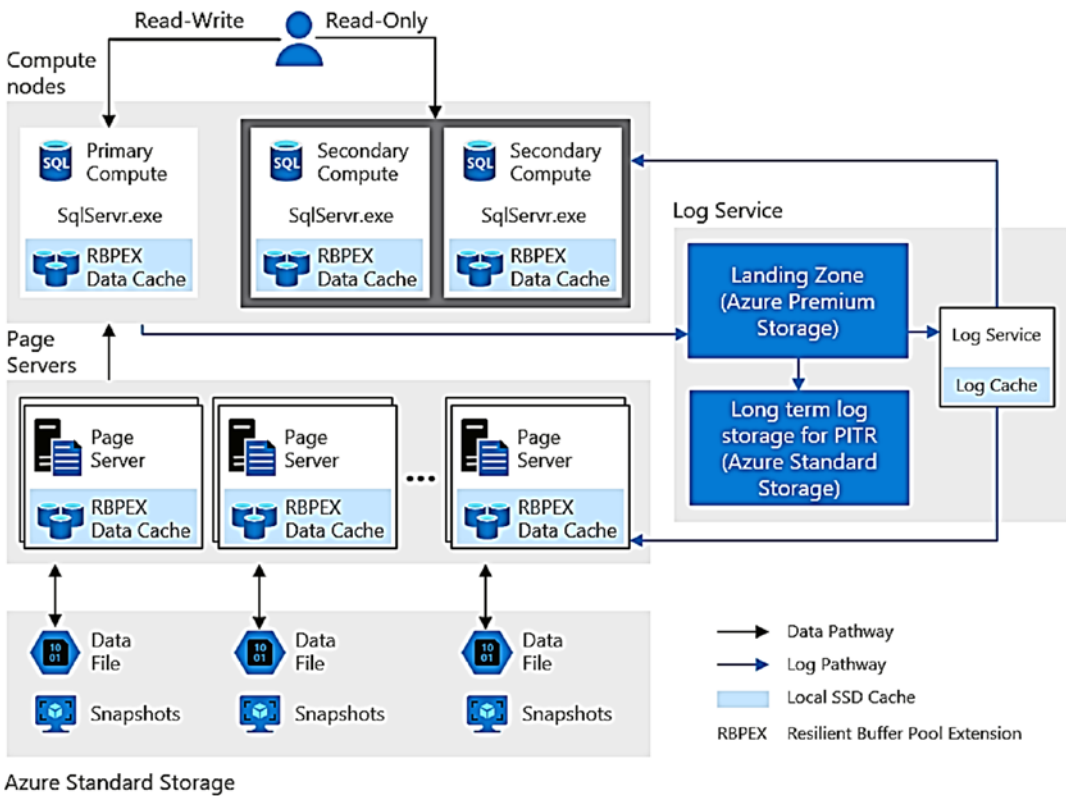 Read-Write
Read-Only
Compute
nodes
SQL
Primary
Compute
SqlServr.exe
RBPEX
Data Cache
SQL
Secondary
Compute
SqlServr.exe
RBPEX
Data Cache
SQL
Secondary
Compute
SqlServr.exe
RBPEX
Data Cache
Log Service
Landing Zone
(Azure Premium
Storage)
Log Service
Log Cache
Long term log
storage for PITR
(Azure Standard
Storage)
Page
Servers
Page
Server
RBPEX
Data Cache
Page
Server
RBPEX
Data Cache
...
Page
Server
RBPEX
Data Cache
10
01
Data
File
Snapshots
10
01
Data
File
Snapshots
10
01
Data
File
Snapshots
Data Pathway
Log Pathway
Local SSD Cache
RBPEX Resilient Buffer Pool Extension
Azure Standard Storage